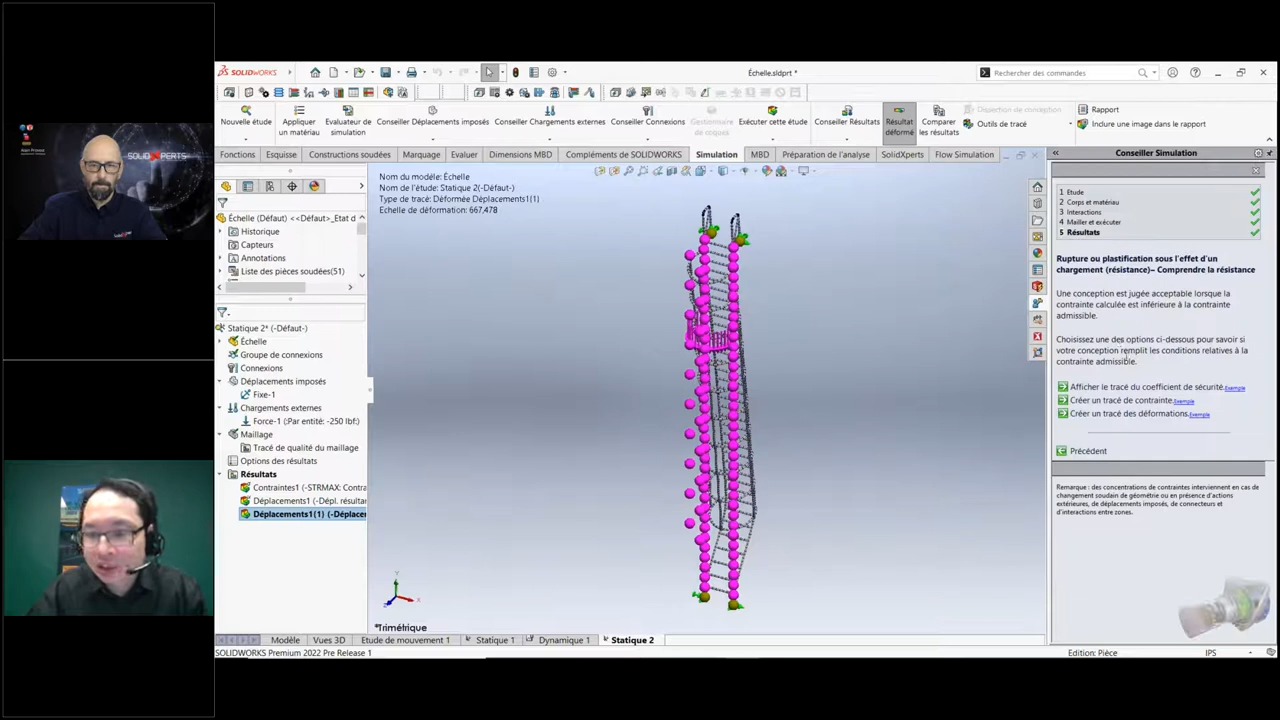 SOLIDXPERTS
SOLIDWORKS
Échelle.sldprt *
Rechercher des commandes
Nouvelle étude
Appliquer un matériau
Évaluateur de simulation
Conseiller Déplacements imposés
Conseiller Chargements externes
Conseiller Connexions
Gestionnaire de coques
Exécuter cette étude
Conseiller Résultats
Résultat déformé
Comparer les résultats
Inspection de conception
Outils de tracé
Rapport
Inclure une image dans le rapport
Fonctions
Esquisse
Constructions soudées
Marquage
Evaluer
Dimensions MBD
Compléments de SOLIDWORKS
Simulation
MBD
Préparation de l'analyse
SolidXperts
Flow Simulation
Échelle (Défaut) <<Défaut>_Etat d
Historique
Capteurs
Annotations
Liste des pièces soudées(51)
Statique 2* (-Défaut-)
Échelle
Groupe de connexions
Connexions
Déplacements imposés
Fixe-1
Chargements externes
Force-1 (:Par entité: -250 lbf:)
Maillage
Tracé de qualité du maillage
Options des résultats
Résultats
Contraintes1 (-STRMAX: Contra
Déplacements1 (-Dépl. résultar
Déplacements1(1) (-Déplacer
Nom du modèle: Échelle
Nom de l'étude: Statique 2(-Défaut-)
Type de tracé: Déformée Déplacements1(1)
Echelle de déformation: 667,478
Y
X
Z
*Trimétrique
Conseiller Simulation
1 Etude
2 Corps et matériau
3 Interactions
4 Mailler et exécuter
5 Résultats
Rupture ou plastification sous l'effet d'un
chargement (résistance)– Comprendre la résistance
Une conception est jugée acceptable lorsque la
contrainte calculée est inférieure à la contrainte
admissible.
Choisissez une des options ci-dessous pour savoir si
votre conception remplit les conditions relatives à la
contrainte admissible.
Afficher le tracé du coefficient de sécurité.Exemple
Créer un tracé de contrainte.Exemple
Créer un tracé des déformations.Exemple
Précédent
Remarque : des concentrations de contraintes interviennent en cas de
changement soudain de géométrie ou en présence d'actions
extérieures, de déplacements imposés, de connecteurs et
d'interactions entre zones.
Modèle
Vues 3D
Etude de mouvement 1
Statique 1
Dynamique 1
Statique 2
SOLIDWORKS Premium 2022 Pre Release 1
Edition: Pièce
IPS